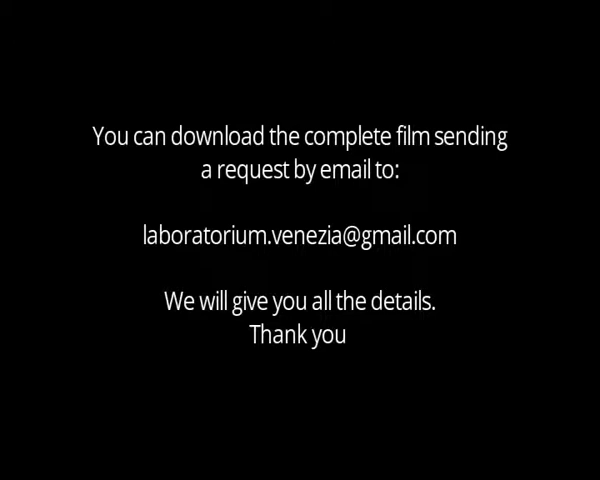 You can download the complete film sending
a request by email to:
laboratorium.venezia@gmail.com
We will give you all the details.
Thank you